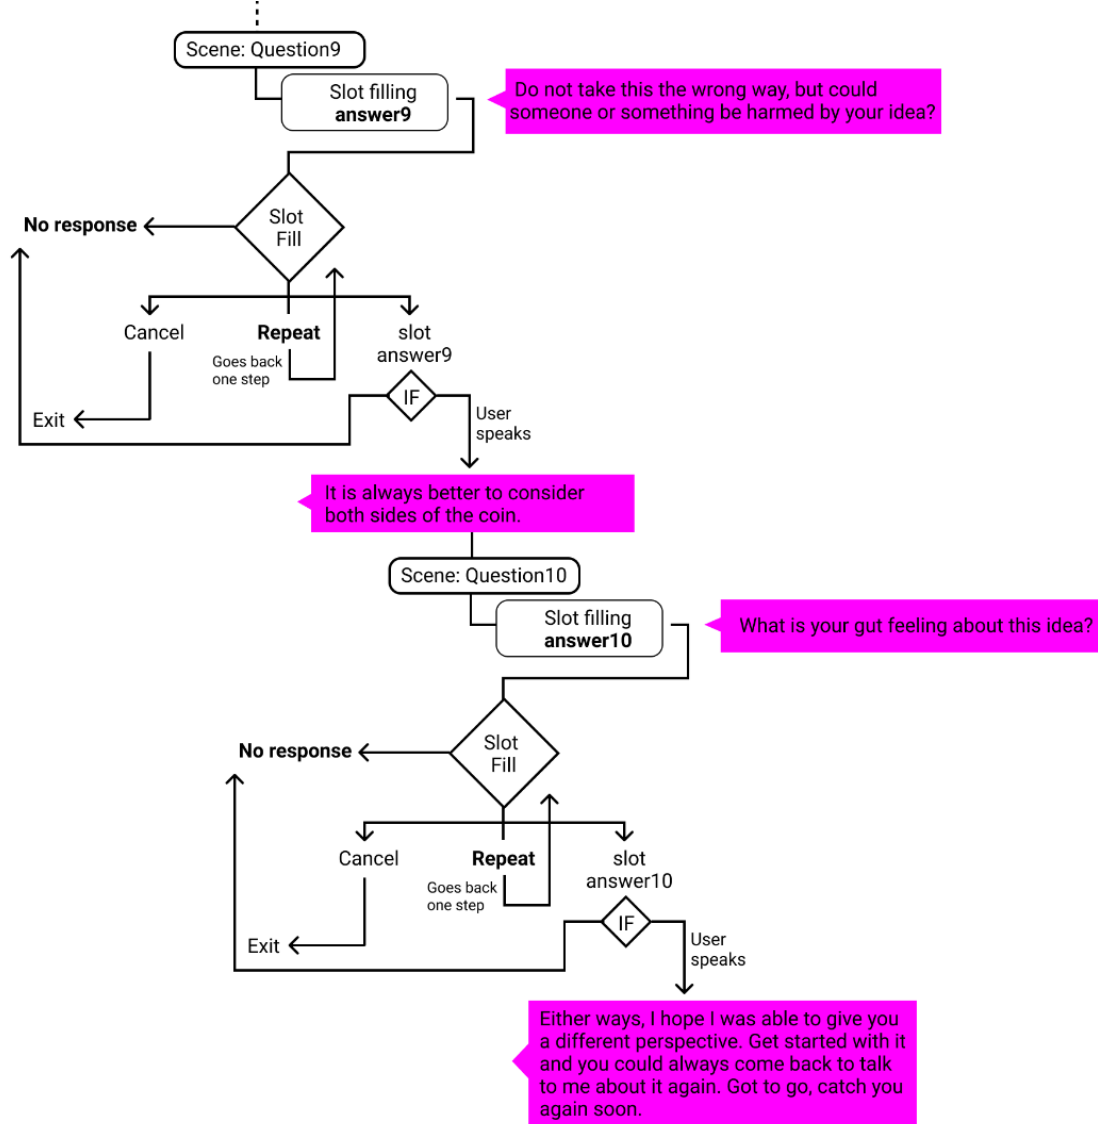 Scene: Question9
Slot filling
answer9
Do not take this the wrong way, but could
someone or something be harmed by your idea?
Slot
Fill
No response
Cancel
Repeat
slot
answer9
Goes back
one step
IF
Exit
User
speaks
It is always better to consider
both sides of the coin.
Scene: Question10
Slot filling
answer10
What is your gut feeling about this idea?
Slot
Fill
No response
Cancel
Repeat
slot
answer10
Goes back
one step
IF
Exit
User
speaks
Either ways, I hope I was able to give you
a different perspective. Get started with it
and you could always come back to talk
to me about it again. Got to go, catch you
again soon.